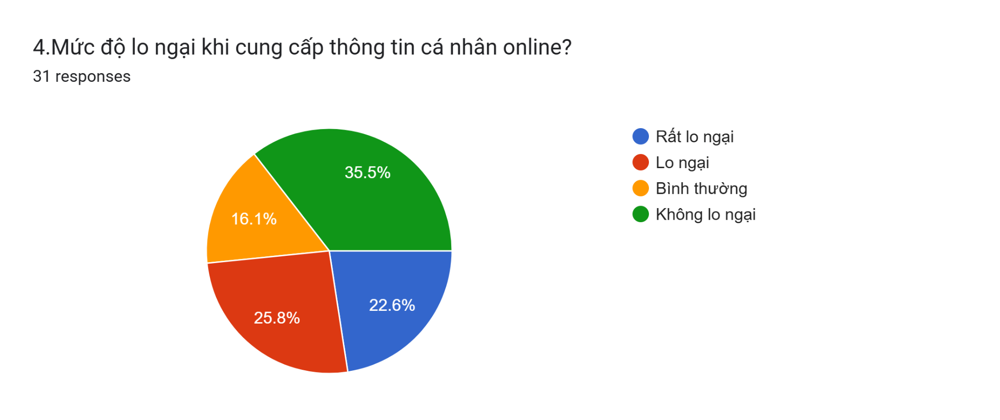 4.Mức độ lo ngại khi cung cấp thông tin cá nhân online?
31 responses
35.5%
16.1%
25.8%
22.6%
Rất lo ngại
Lo ngại
Bình thường
Không lo ngại